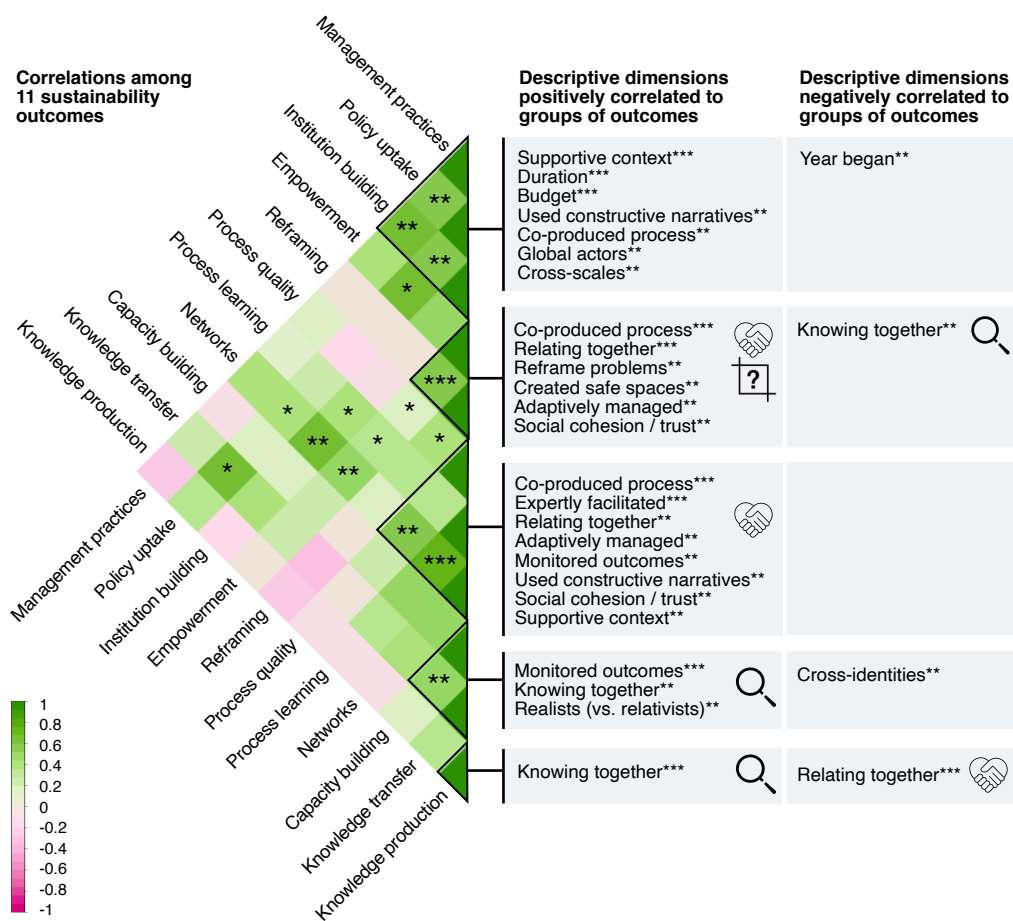 Correlations among
11 sustainability
outcomes
Descriptive dimensions
positively correlated to
groups of outcomes
Descriptive dimensions
negatively correlated to
groups of outcomes
Management practices
Policy uptake
Institution building
Empowerment
Reframing
Process quality
Process learning
Networks
Capacity building
Knowledge transfer
Knowledge production
**
**
**
*
***
*
*
*
*
*
**
**
*
**
***
**
Management practices
Policy uptake
Institution building
Empowerment
Reframing
Process quality
Process learning
Networks
Capacity building
Knowledge transfer
Knowledge production
Supportive context***
Duration***
Budget***
Used constructive narratives**
Co-produced process**
Global actors**
Cross-scales**
Year began**
Co-produced process***
Relating together***
Reframe problems**
Created safe spaces**
Adaptively managed**
Social cohesion / trust**
?
Knowing together**
Co-produced process***
Expertly facilitated***
Relating together**
Adaptively managed**
Monitored outcomes**
Used constructive narratives**
Social cohesion / trust**
Supportive context**
Monitored outcomes***
Knowing together**
Realists (vs. relativists)**
Cross-identities**
Knowing together***
Relating together***
1
0.8
0.6
0.4
0.2
0
-0.2
-0.4
-0.6
-0.8
-1